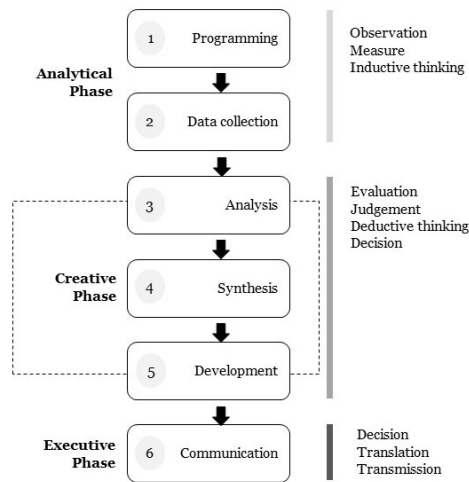 1 Programming
Observation
Measure
Inductive thinking
Analytical
Phase
2 Data collection
3 Analysis
Evaluation
Judgement
Deductive thinking
Decision
Creative
Phase
4 Synthesis
5 Development
Executive
Phase
6 Communication
Decision
Translation
Transmission